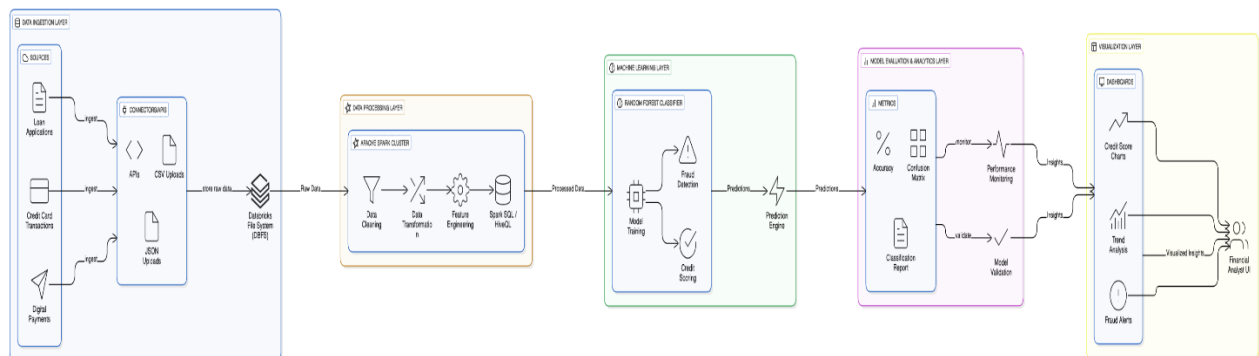 DATA INGESTION LAYER
SOURCES
Loan
Applications
Credit Card
Transactions
Digital
Payments
ingest
ingest
ingest
CONNECTORS/APIS
APIs
CSV Uploads
JSON
Uploads
store raw data
Databricks
File System
(DBFS)
Raw Data
DATA PROCESSING LAYER
APACHE SPARK CLUSTER
Data
Cleaning
Data
Transformatio
n
Feature
Engineering
Spark SQL /
HiveQL
Processed Data
MACHINE LEARNING LAYER
RANDOM FOREST CLASSIFIER
Model
Training
Fraud
Detection
Credit
Scoring
Predictions
Prediction
Engine
Predictions
MODEL EVALUATION & ANALYTICS LAYER
METRICS
Accuracy
Confusion
Matrix
Classification
Report
monitor
validate
Performance
Monitoring
Model
Validation
Insights
Insights
VISUALIZATION LAYER
DASHBOARDS
Credit Score
Charts
Trend
Analysis
Fraud Alerts
Visualized Insights
Financial
Analyst UI